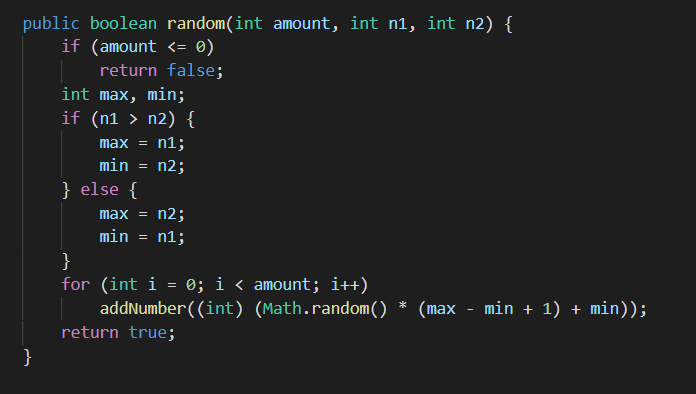 public boolean random(int amount, int n1, int n2) {
    if (amount <= 0)
        return false;
    int max, min;
    if (n1 > n2) {
        max = n1;
        min = n2;
    } else {
        max = n2;
        min = n1;
    }
    for (int i = 0; i < amount; i++)
        addNumber((int) (Math.random() * (max - min + 1) + min));
    return true;
}